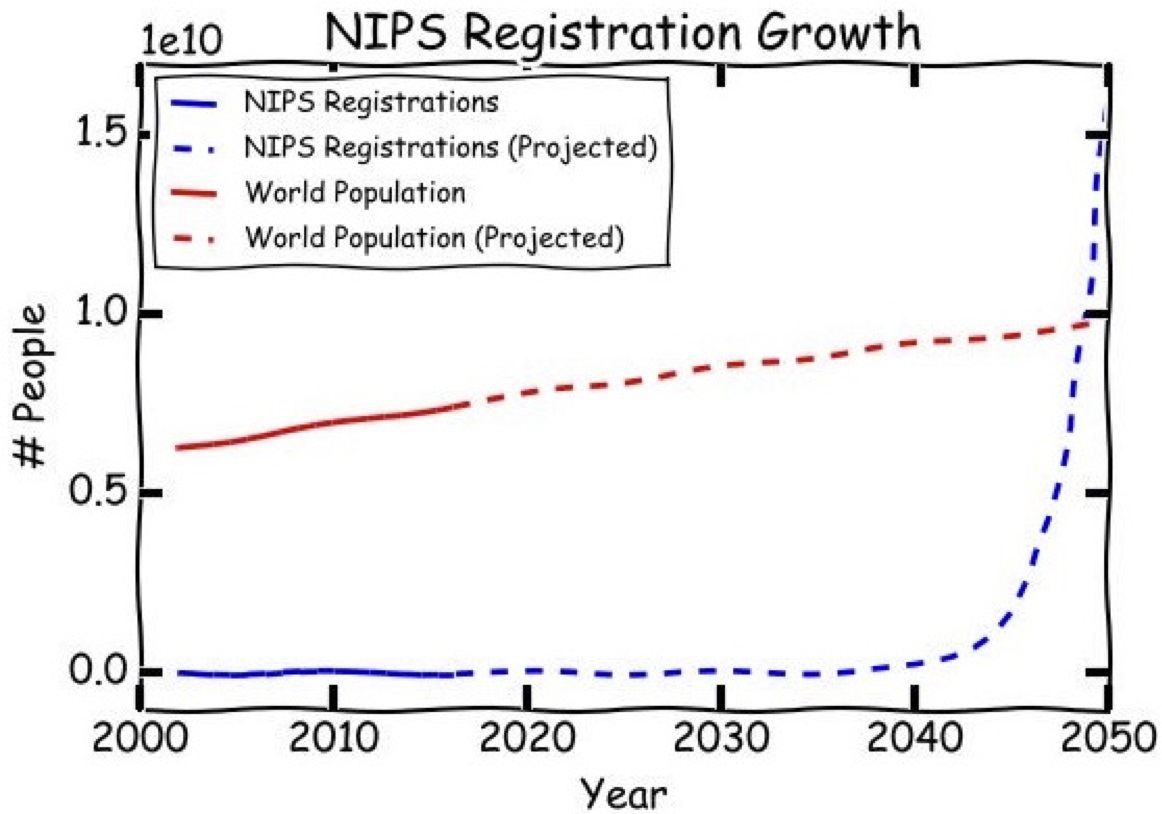 1e10
NIPS Registration Growth
NIPS Registrations
NIPS Registrations (Projected)
World Population
World Population (Projected)
# People
1.5
1.0
0.5
0.0
2000 2010 2020 2030 2040 2050
Year